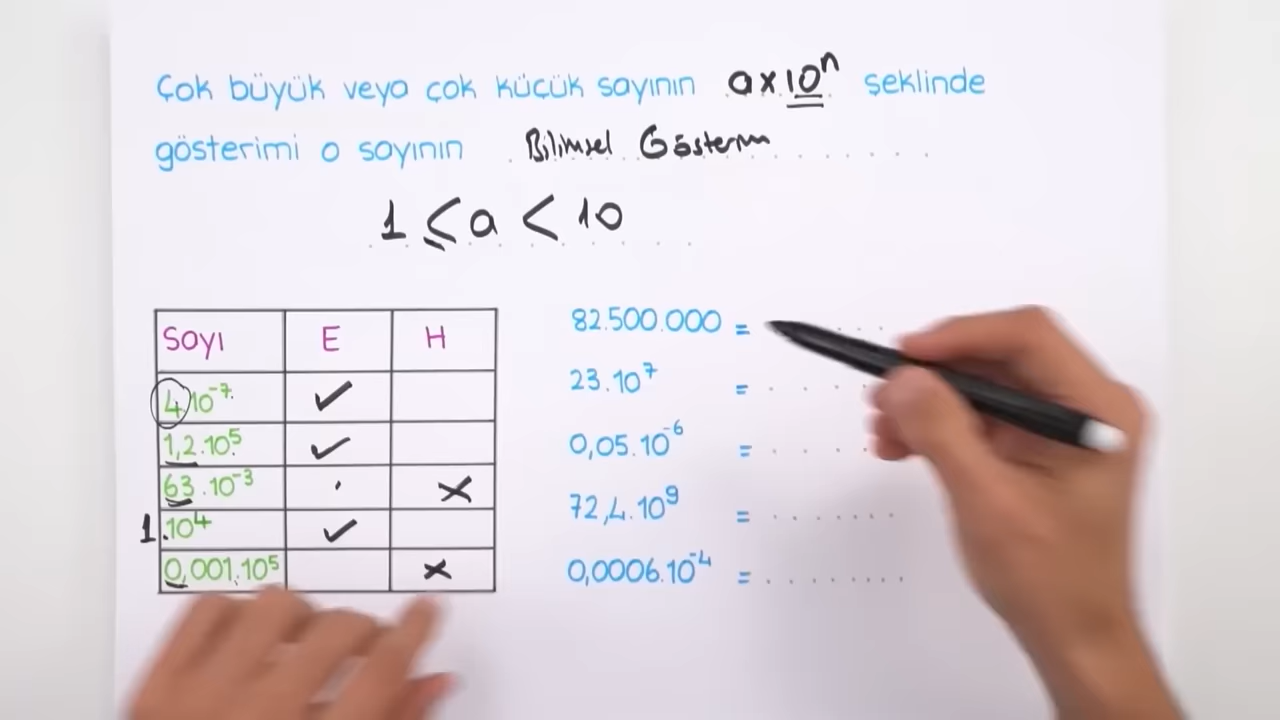 Çok büyük veya çok küçük sayının a x 10ⁿ şeklinde
gösterimi o sayının Bilimsel Gösterim
1 ≤ a < 10
Sayı E H
4.10⁻⁷ ✓
1,2.10⁵ ✓
63.10⁻³ ✗
1.10⁴ ✓
0,001.10⁵ ✗
82.500.000 =
23.10⁷ =
0,05.10⁻⁶ =
72,4.10⁹ =
0,0006.10⁻⁴ =